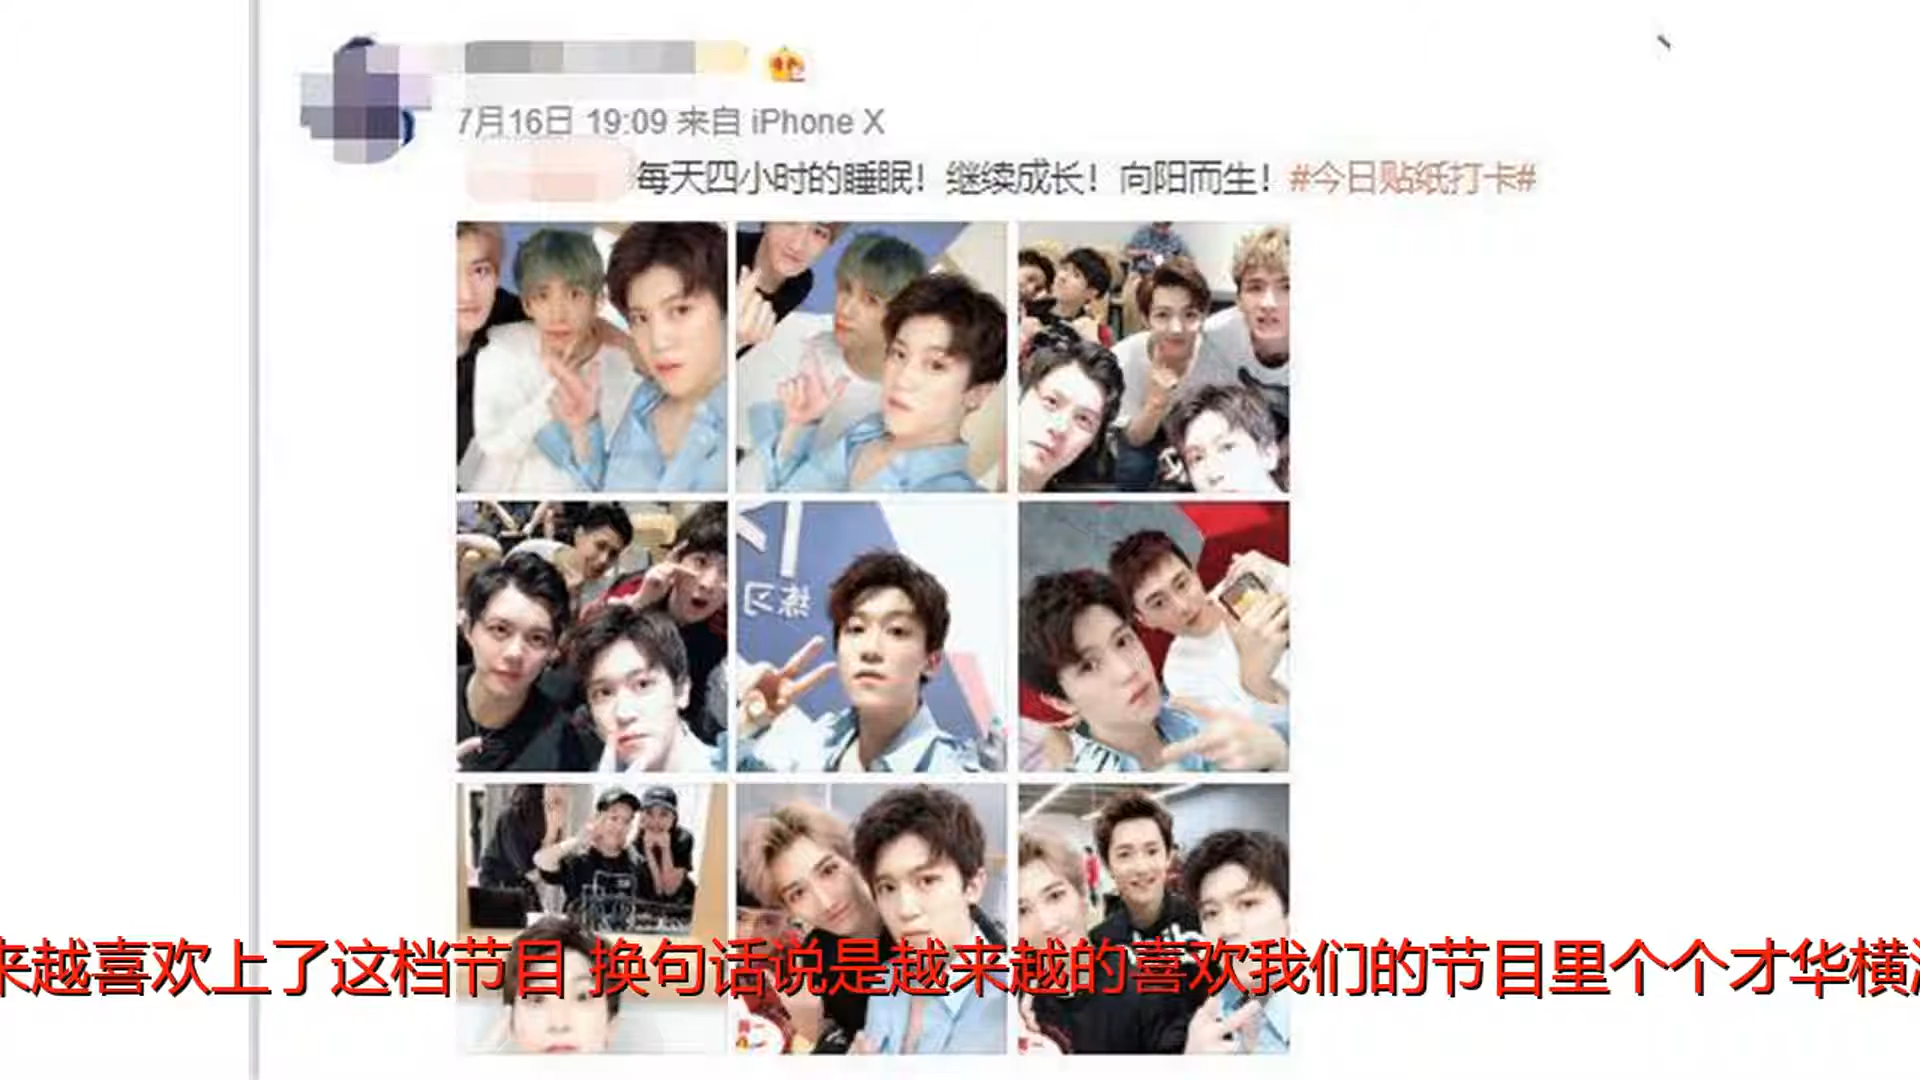 7月16日 19:09 来自 iPhone X
每天四小时的睡眠！继续成长！向阳而生！#今日贴纸打卡#
来越喜欢上了这档节目 换句话说是越来越的喜欢我们的节目里个个才华横